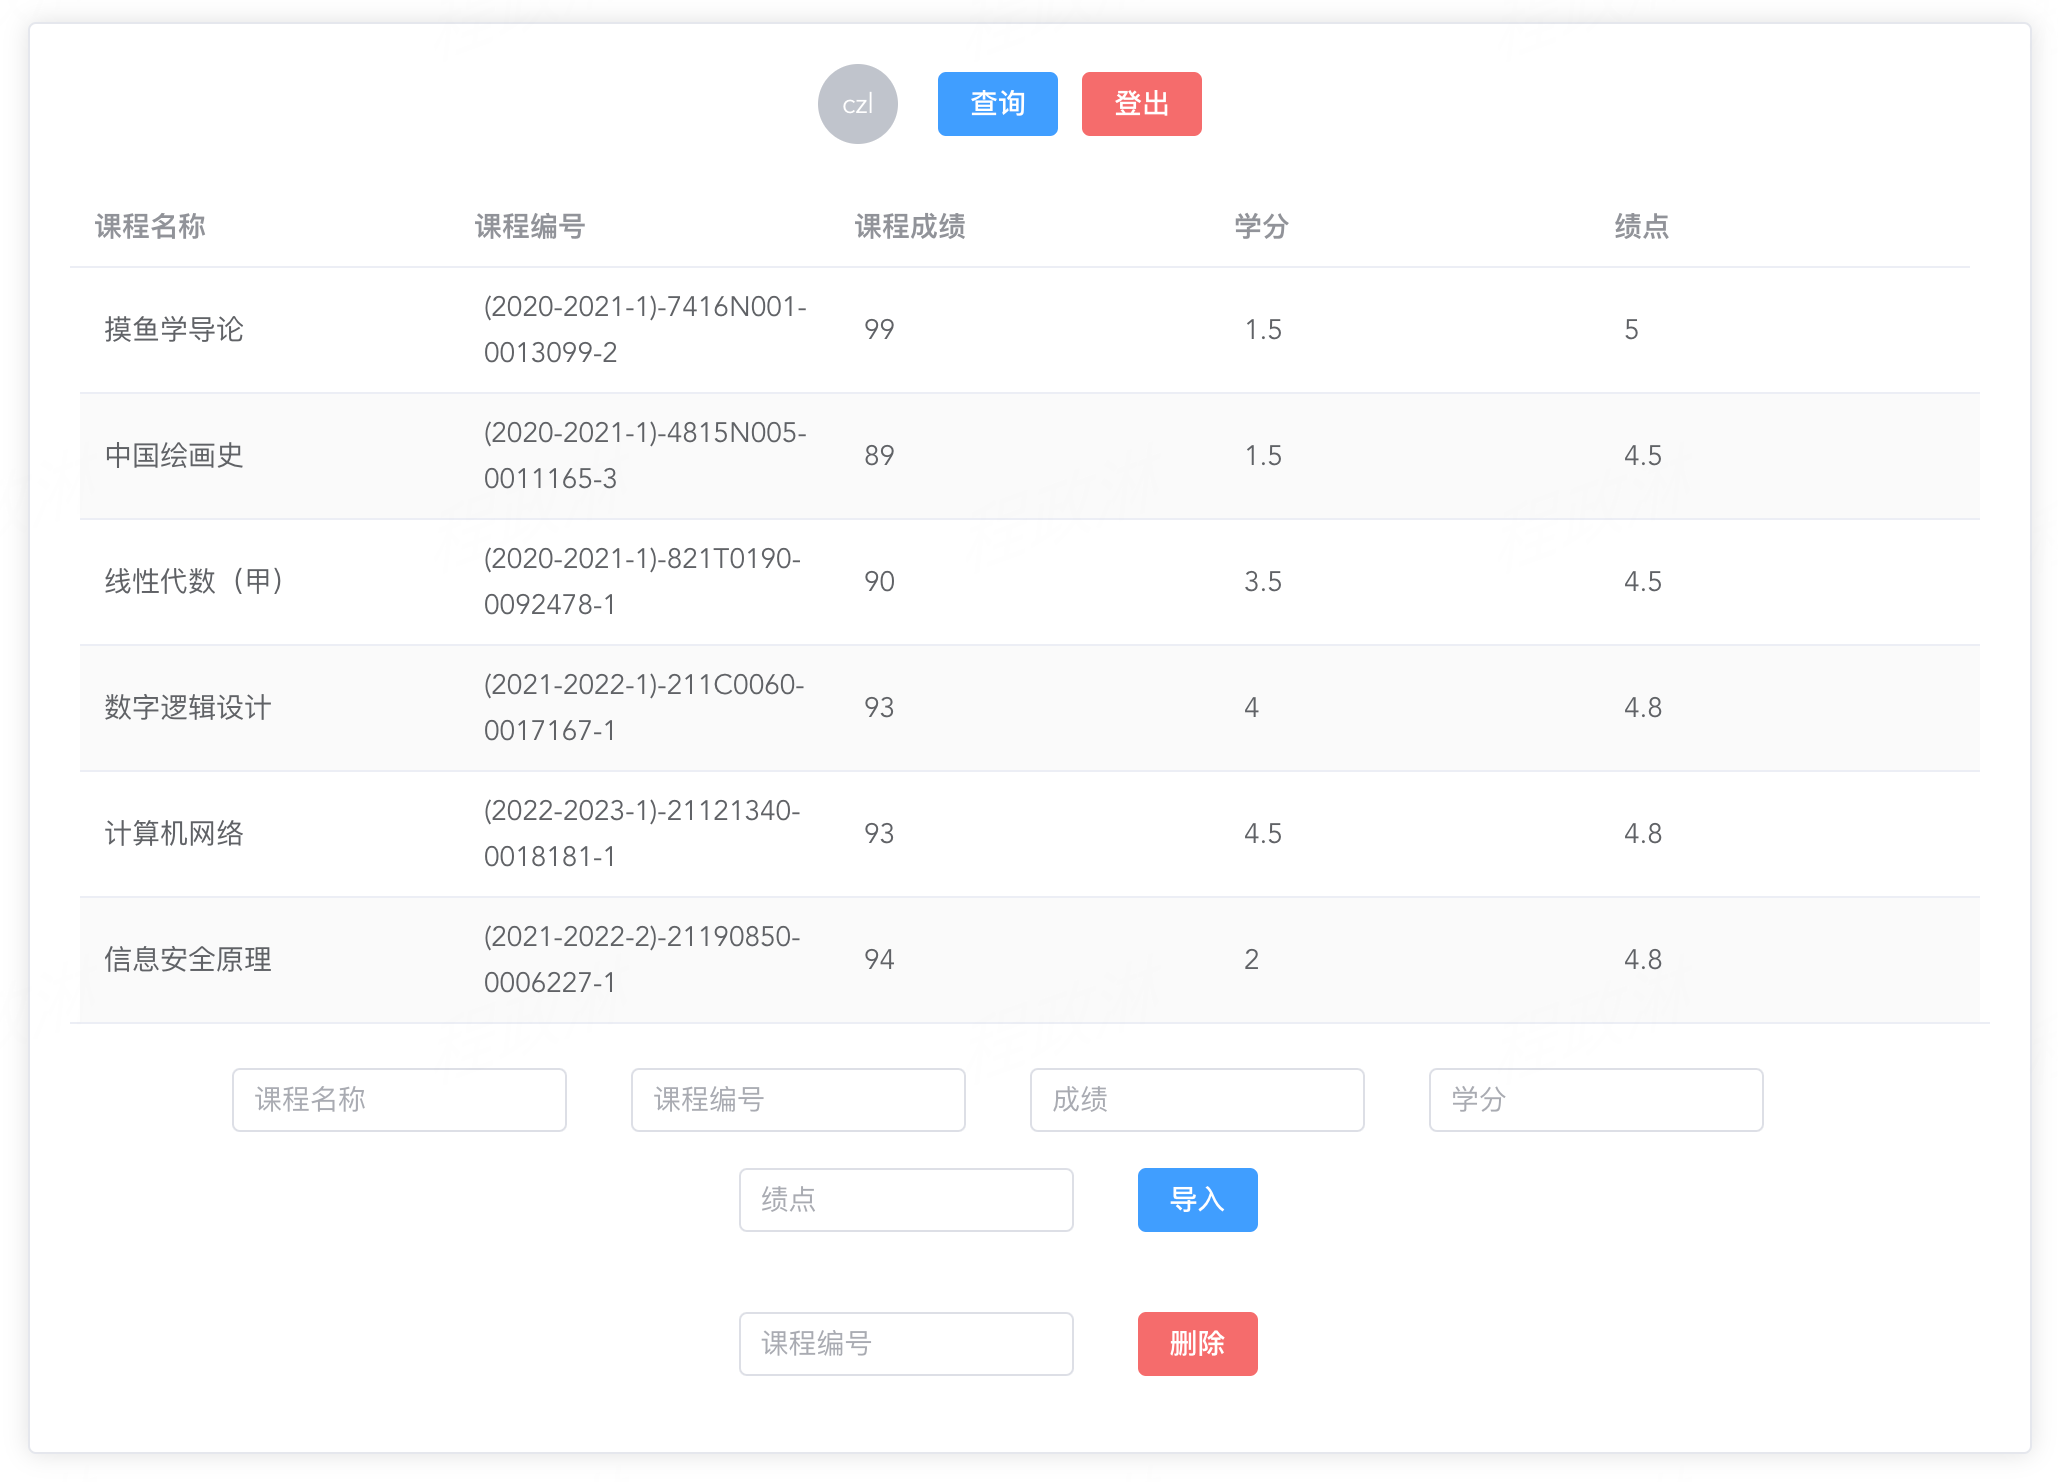 czl 查询 登出
课程名称 课程编号 课程成绩 学分 绩点
(2020-2021-1)-7416N001-
摸鱼学导论 99 1.5 5
0013099-2
(2020-2021-1)-4815N005-
中国绘画史 89 1.5 4.5
0011165-3
(2020-2021-1)-821T0190-
线性代数（甲） 90 3.5 4.5
0092478-1
(2021-2022-1)-211C0060-
数字逻辑设计 93 4 4.8
0017167-1
(2022-2023-1)-21121340-
计算机网络 93 4.5 4.8
0018181-1
(2021-2022-2)-21190850-
信息安全原理 94 2 4.8
0006227-1
课程名称 课程编号 成绩 学分
绩点 导入
课程编号 删除